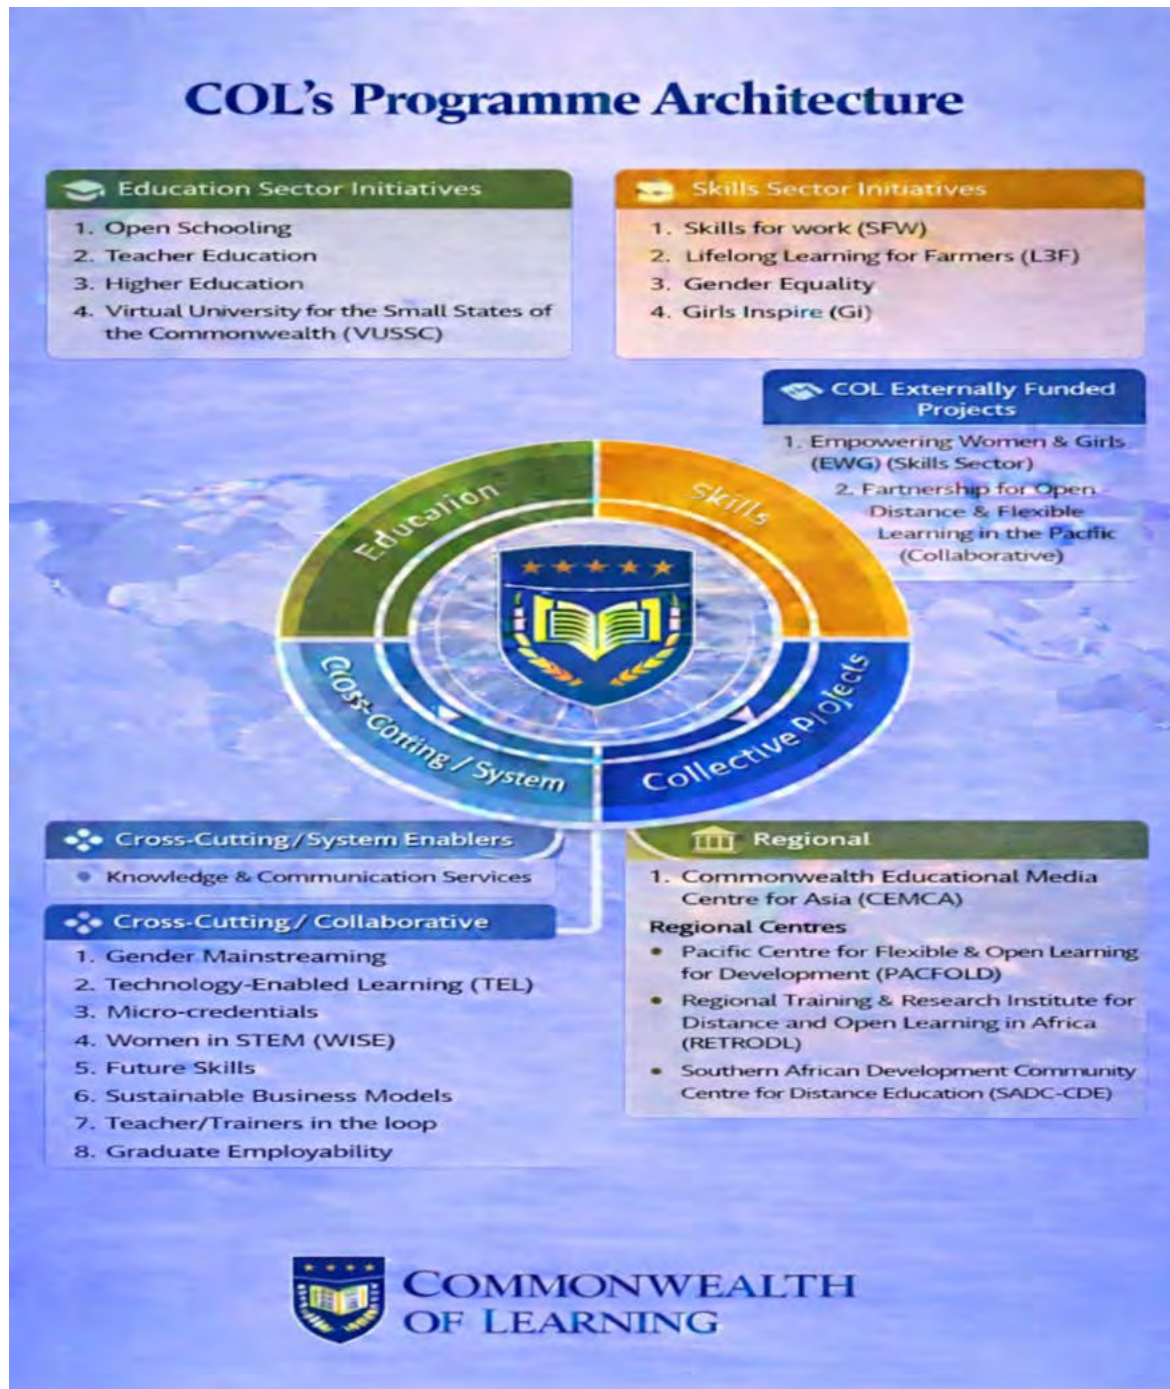 COL's Programme Architecture
Education Sector Initiatives
1. Open Schooling
2. Teacher Education
3. Higher Education
4. Virtual University for the Small States of
the Commonwealth (VUSSC)
Skills Sector Initiatives
1. Skills for work (SFW)
2. Lifelong Learning for Farmers (L3F)
3. Gender Equality
4. Girls Inspire (GI)
COL Externally Funded
Projects
1. Empowering Women & Girls
(EWG) (Skills Sector)
2. Fartnership for Open
Distance & Flexible
Learning in the Pacific
(Collaborative)
Education
Skills
Cross-Cotting / System
Collective Projects
Cross-Cutting/System Enablers
• Knowledge & Communication Services
Cross-Cutting/Collaborative
1. Gender Mainstreaming
2. Technology-Enabled Learning (TEL)
3. Micro-credentials
4. Women in STEM (WISE)
5. Future Skills
6. Sustainable Business Models
7. Teacher/Trainers in the loop
8. Graduate Employability
Regional
1. Commonwealth Educational Media
Centre for Asia (CEMCA)
Regional Centres
• Pacific Centre for Flexible & Open Learning
for Development (PACFOLD)
• Regional Training & Research Institute for
Distance and Open Learning in Africa
(RETRODL)
• Southern African Development Community
Centre for Distance Education (SADC-CDE)
COMMONWEALTH
OF LEARNING